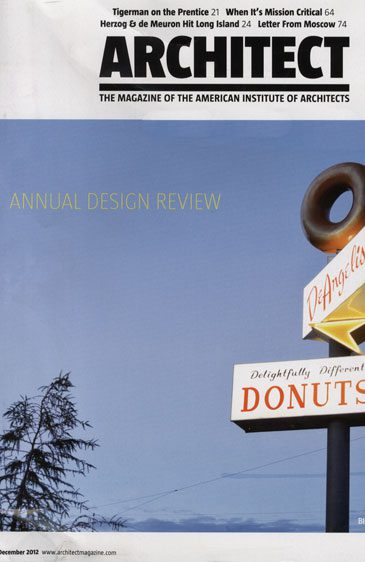 Tigerman on the Prentice 21 When It's Mission Critical 64
Herzog & de Meuron Hit Long Island 24 Letter From Moscow 74
ARCHITECT
THE MAGAZINE OF THE AMERICAN INSTITUTE OF ARCHITECTS
ANNUAL DESIGN REVIEW
DeAngelis
Delightfully Different
DONUTS
BI
December 2012 www.architectmagazine.com